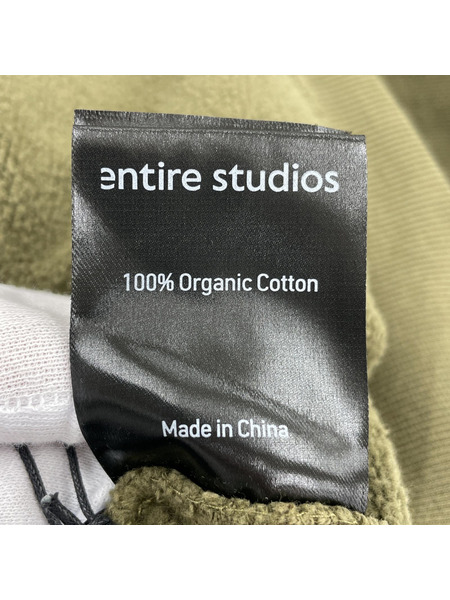 entire studios
100% Organic Cotton
Made in China